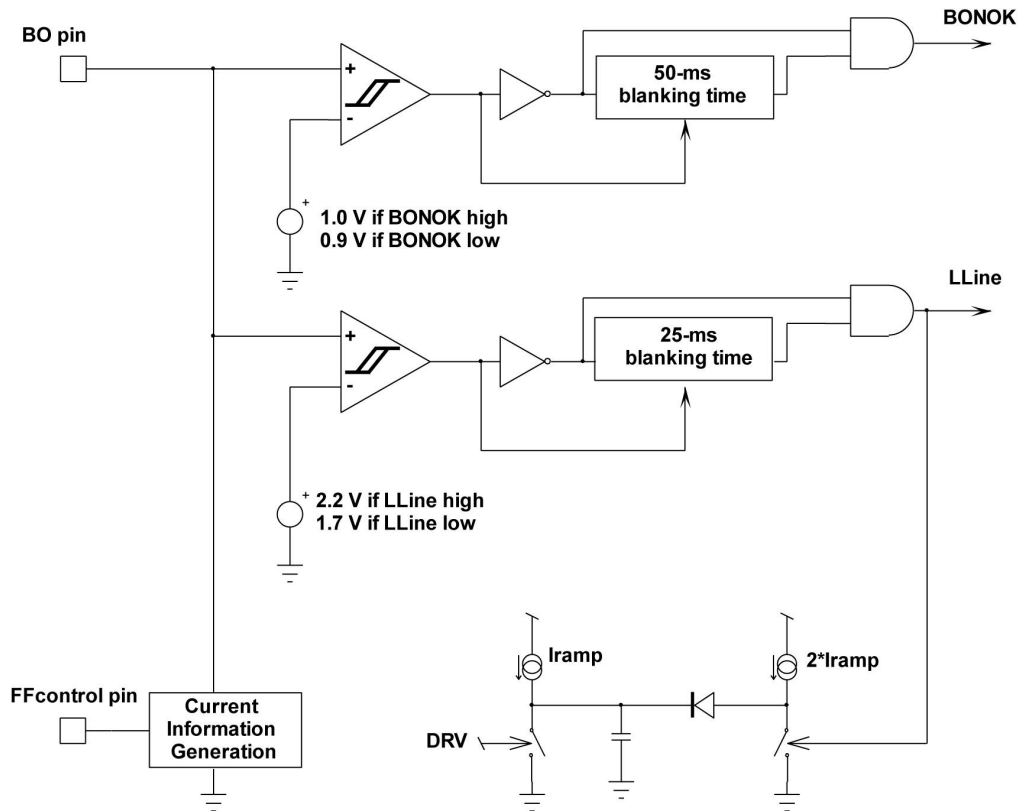 BONOK
BO pin
+
-
50-ms
blanking time
+
1.0 V if BONOK high
0.9 V if BONOK low
LLine
+
-
25-ms
blanking time
+
2.2 V if LLine high
1.7 V if LLine low
Iramp
2*Iramp
FFcontrol pin
Current
Information
Generation
DRV